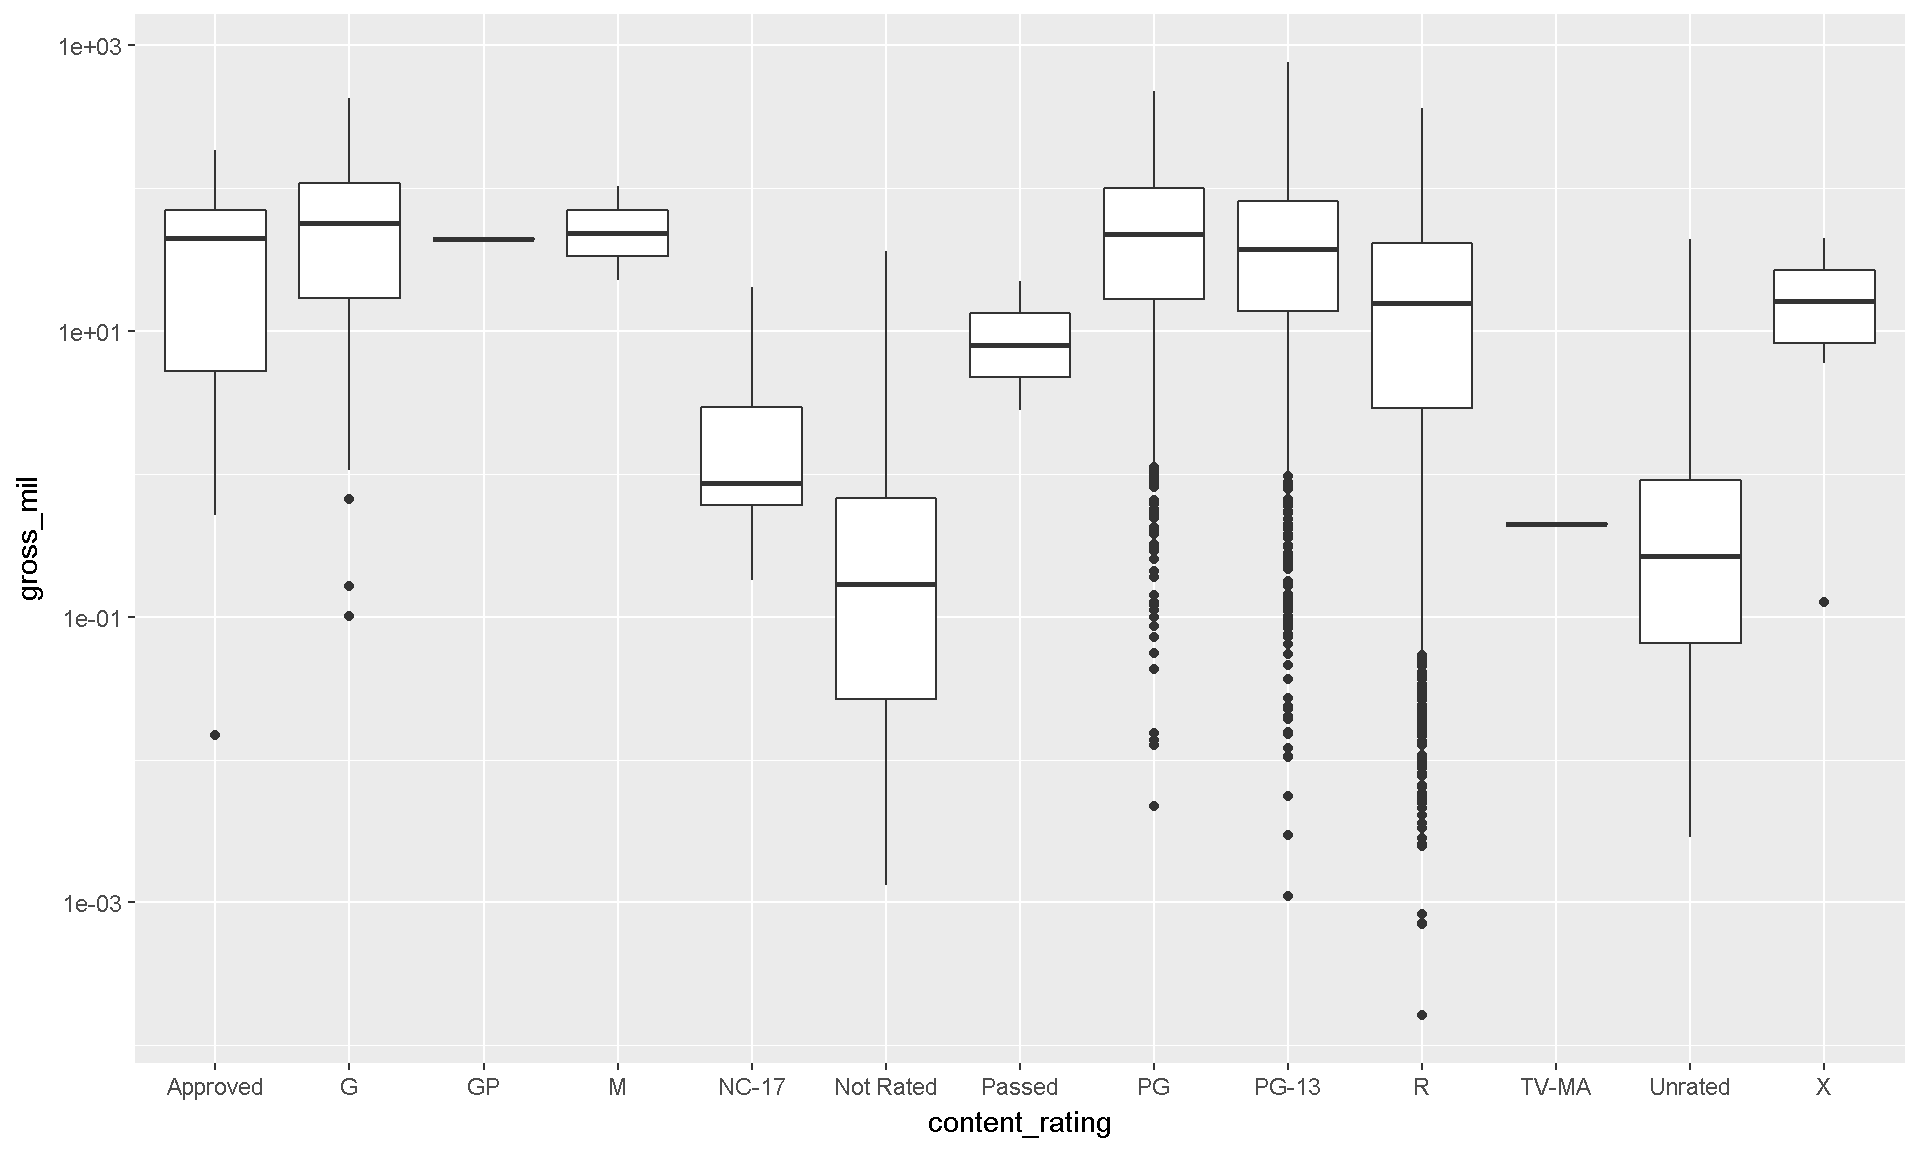 1e+03
1e+01
1e-01
1e-03
gross_mil
Approved G GP M NC-17 Not Rated Passed PG PG-13 R TV-MA Unrated X
content_rating